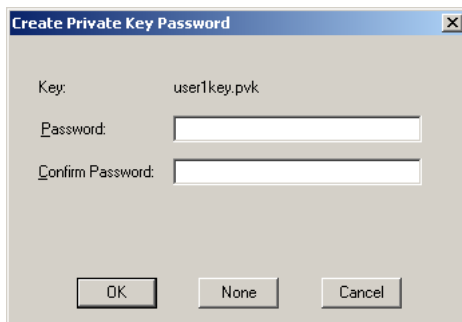 Create Private Key Password
Key: user1key.pvk
Password:
Confirm Password:
OK None Cancel